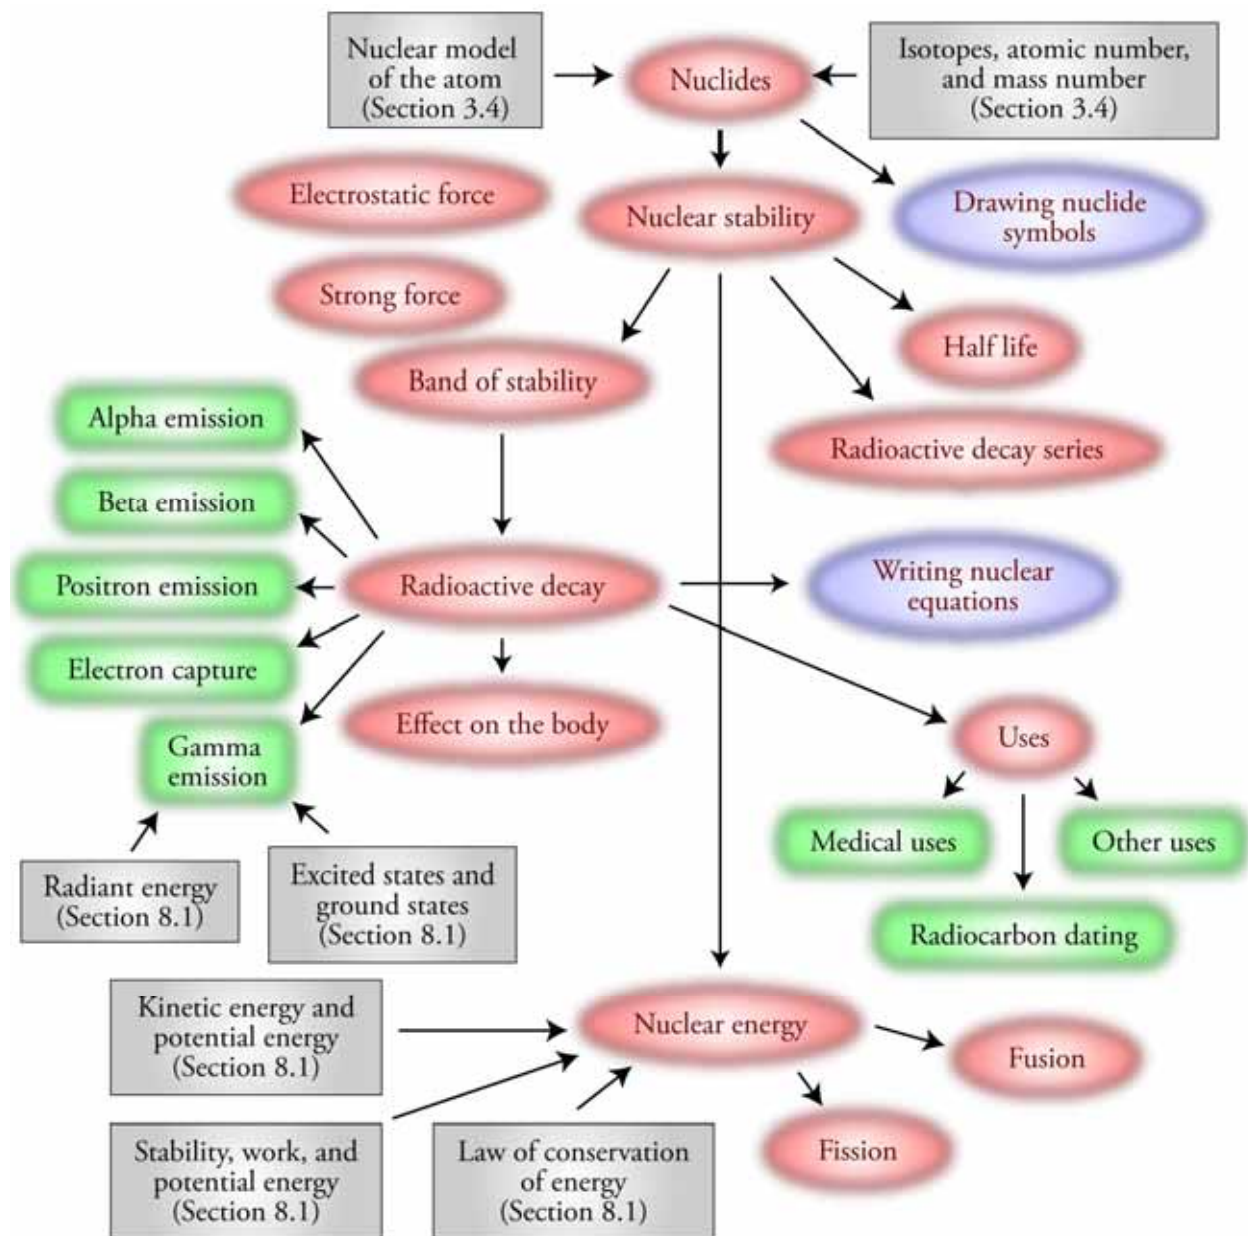 Nuclear model
of the atom
(Section 3.4)
Nuclides
Isotopes, atomic number,
and mass number
(Section 3.4)
Electrostatic force
Nuclear stability
Drawing nuclide
symbols
Strong force
Half life
Band of stability
Alpha emission
Radioactive decay series
Beta emission
Positron emission
Radioactive decay
Writing nuclear
equations
Electron capture
Effect on the body
Uses
Gamma
emission
Medical uses
Other uses
Radiant energy
(Section 8.1)
Excited states and
ground states
(Section 8.1)
Radiocarbon dating
Kinetic energy and
potential energy
(Section 8.1)
Nuclear energy
Fusion
Stability, work, and
potential energy
(Section 8.1)
Law of conservation
of energy
(Section 8.1)
Fission